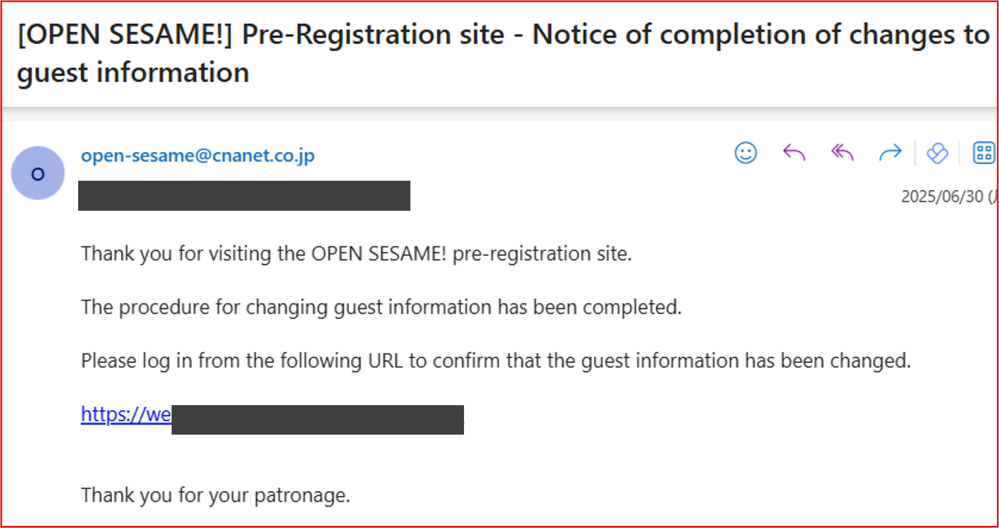 [OPEN SESAME!] Pre-Registration site - Notice of completion of changes to
guest information
open-sesame@cnanet.co.jp
O
2025/06/30 (
Thank you for visiting the OPEN SESAME! pre-registration site.
The procedure for changing guest information has been completed.
Please log in from the following URL to confirm that the guest information has been changed.
https://we
Thank you for your patronage.